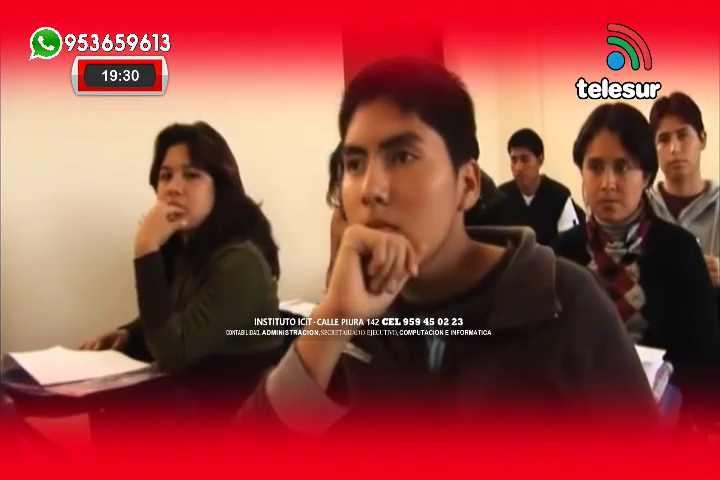 953659613
19:30
telesur
INSTITUTO ICIT - CALLE PIURA 142 CEL 959 45 02 23
CONTABILIDAD, ADMINISTRACION, SECRETARIADO EJECUTIVO, COMPUTACION E INFORMATICA